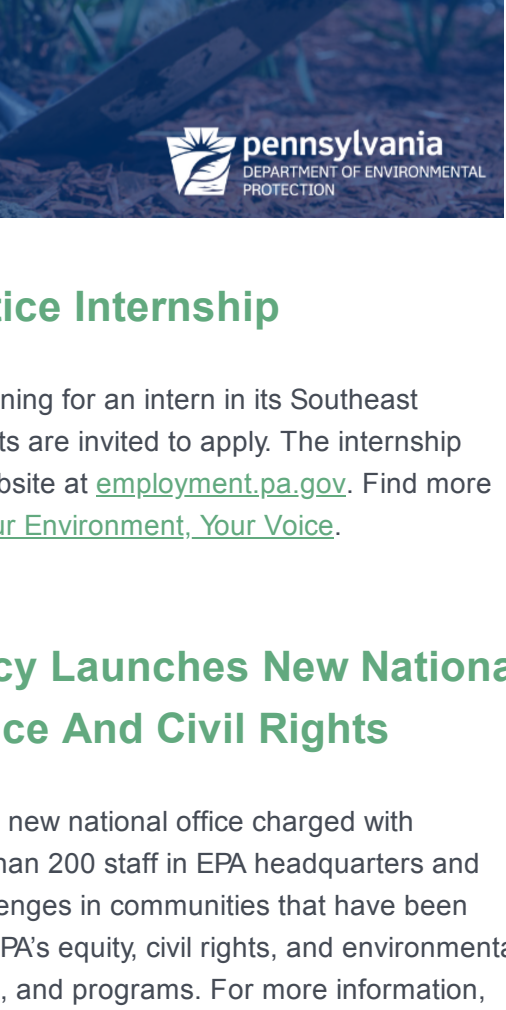 pennsylvania
DEPARTMENT OF ENVIRONMENTAL
PROTECTION
tice Internship
ning for an intern in its Southeast
ts are invited to apply. The internship
bsite at employment.pa.gov. Find more
ur Environment, Your Voice.
cy Launches New Nationa
ice And Civil Rights
new national office charged with
han 200 staff in EPA headquarters and
enges in communities that have been
PA’s equity, civil rights, and environmenta
, and programs. For more information,